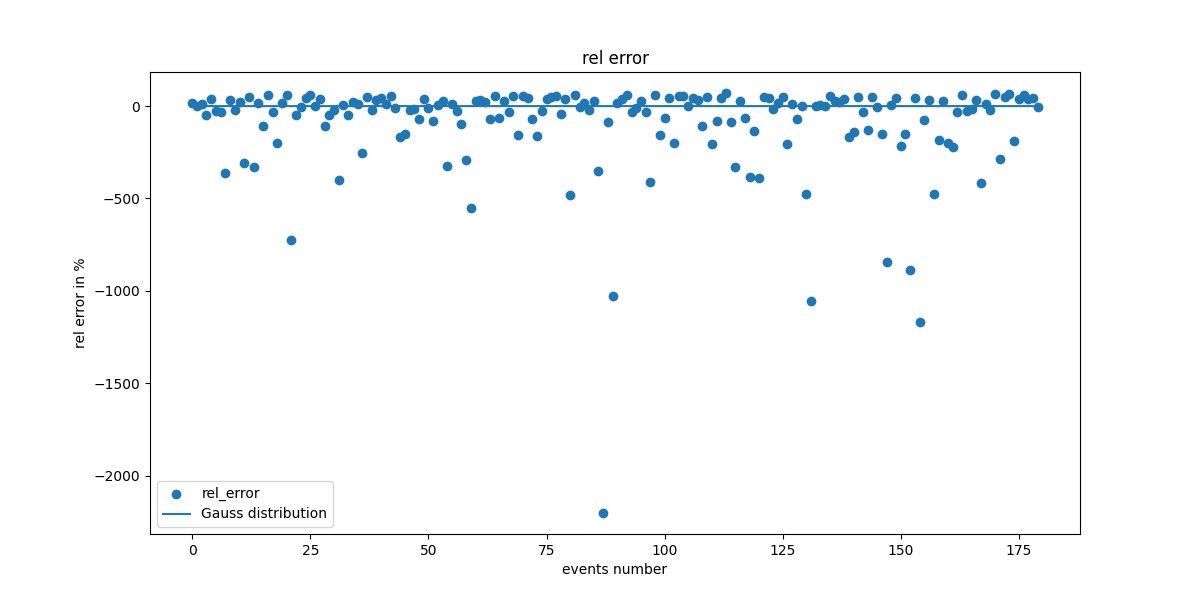 rel error
0
−500
−1000
−1500
−2000
rel error in %
rel_error
Gauss distribution
0 25 50 75 100 125 150 175
events number